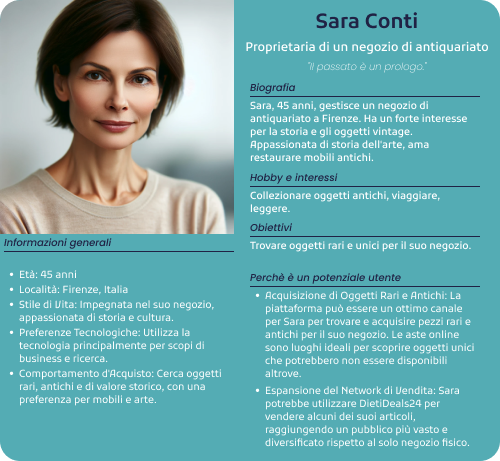 Sara Conti
Proprietaria di un negozio di antiquariato
"Il passato è un prologo."
Biografia
Sara, 45 anni, gestisce un negozio di
antiquariato a Firenze. Ha un forte interesse
per la storia e gli oggetti vintage.
Appassionata di storia dell'arte, ama
restaurare mobili antichi.
Hobby e interessi
Collezionare oggetti antichi, viaggiare,
leggere.
Obiettivi
Trovare oggetti rari e unici per il suo negozio.
Informazioni generali
• Età: 45 anni
• Località: Firenze, Italia
• Stile di Vita: Impegnata nel suo negozio,
appassionata di storia e cultura.
• Preferenze Tecnologiche: Utilizza la
tecnologia principalmente per scopi di
business e ricerca.
• Comportamento d'Acquisto: Cerca oggetti
rari, antichi e di valore storico, con una
preferenza per mobili e arte.
Perchè è un potenziale utente
• Acquisizione di Oggetti Rari e Antichi: La
piattaforma può essere un ottimo canale
per Sara per trovare e acquisire pezzi rari e
antichi per il suo negozio. Le aste online
sono luoghi ideali per scoprire oggetti unici
che potrebbero non essere disponibili
altrove.
• Espansione del Network di Vendita: Sara
potrebbe utilizzare DietiDeals24 per
vendere alcuni dei suoi articoli,
raggiungendo un pubblico più vasto e
diversificato rispetto al solo negozio fisico.